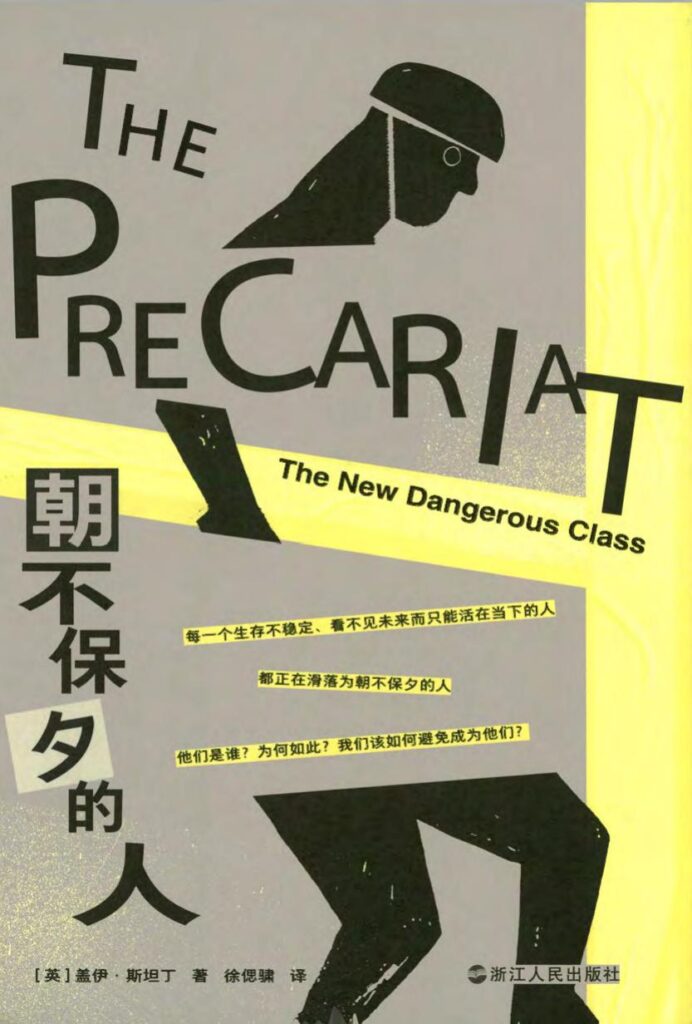 THE
PRECARIAT
The New Dangerous Class
朝不保夕的人
每一个生存不稳定、看不见未来而只能活在当下的人
都正在滑落为朝不保夕的人
他们是谁？为何如此？我们该如何避免成为他们？
[英]盖伊·斯坦丁 著 徐偲骕 译
浙江人民出版社